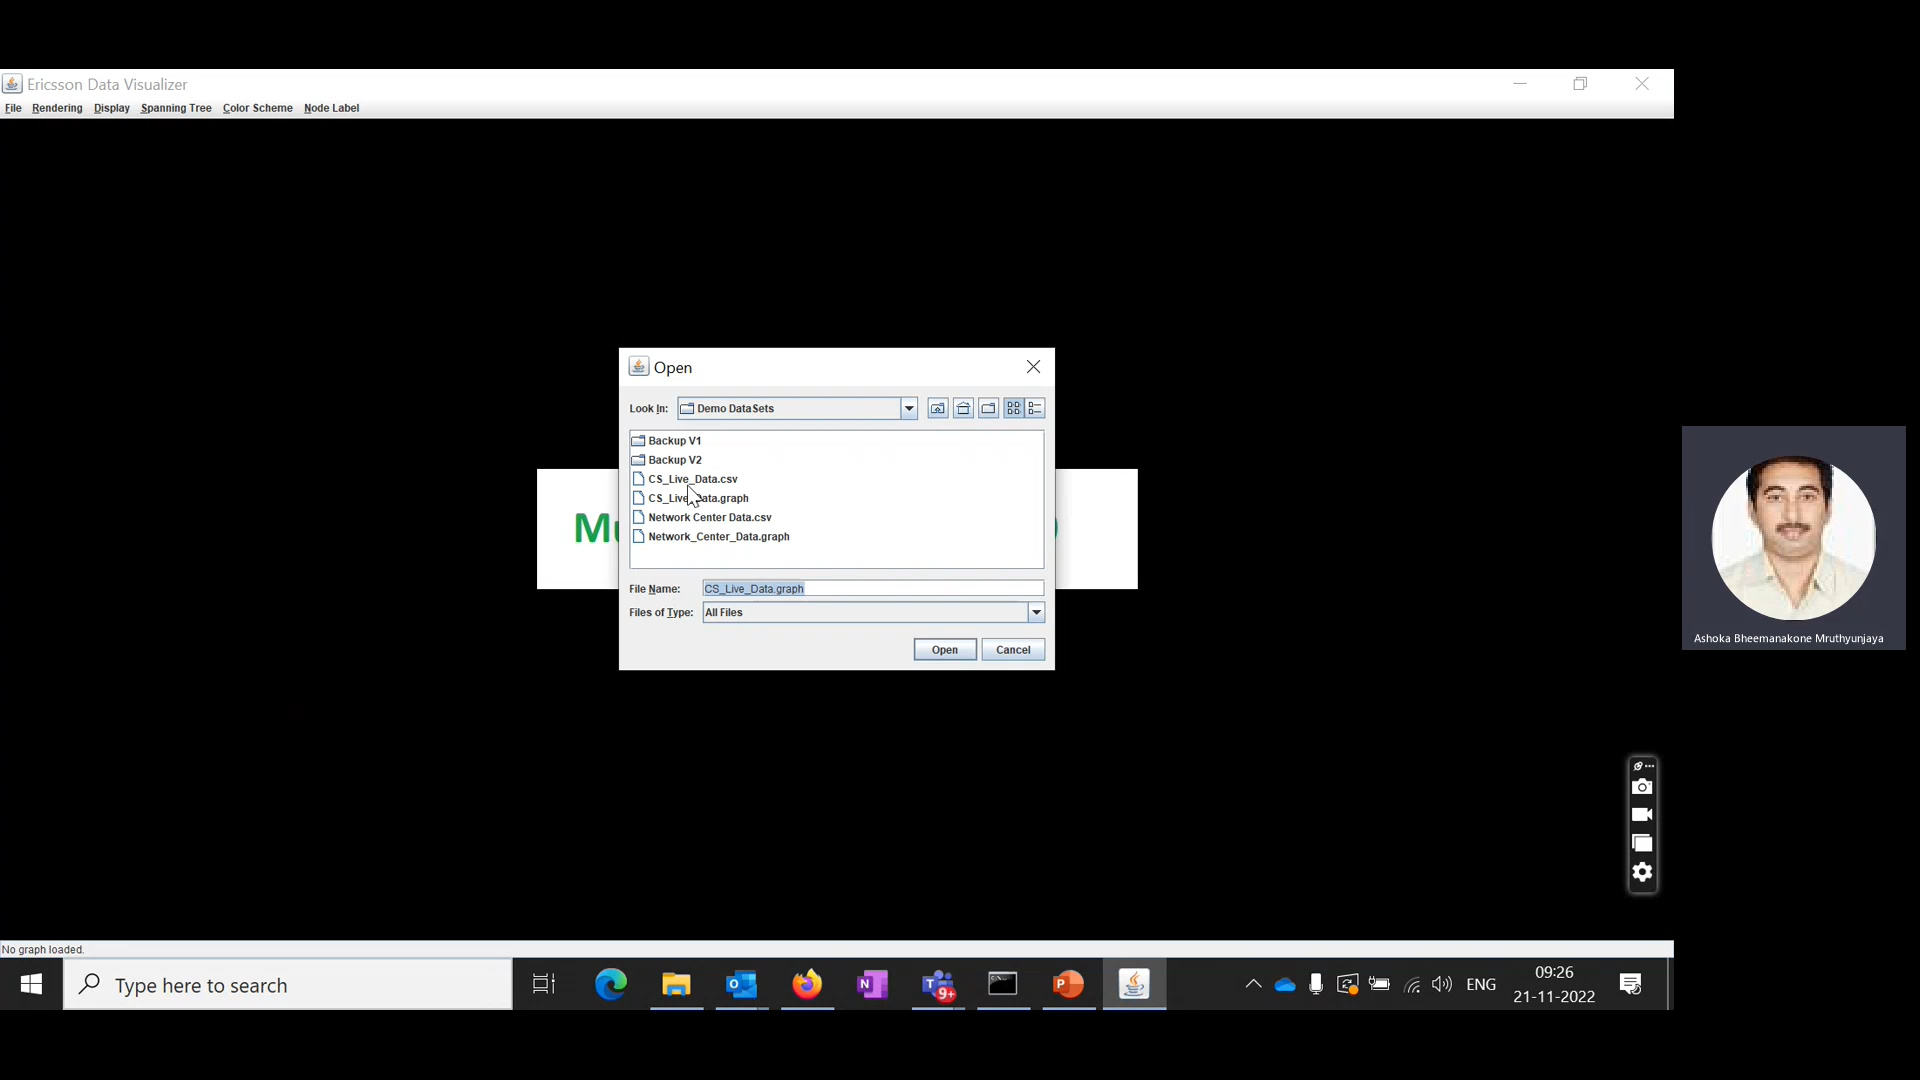 Ericsson Data Visualizer
File Rendering Display Spanning Tree Color Scheme Node Label
Open
Look In: Demo DataSets
Backup V1
Backup V2
CS_Live_Data.csv
Network Center Data.csv
Network_Center_Data.graph
File Name: CS_Live_Data.graph
Files of Type: All Files
Open Cancel
Ashoka Bheemanakone Mruthyunjaya
No graph loaded.
Type here to search
9+
ENG
09:26
21-11-2022